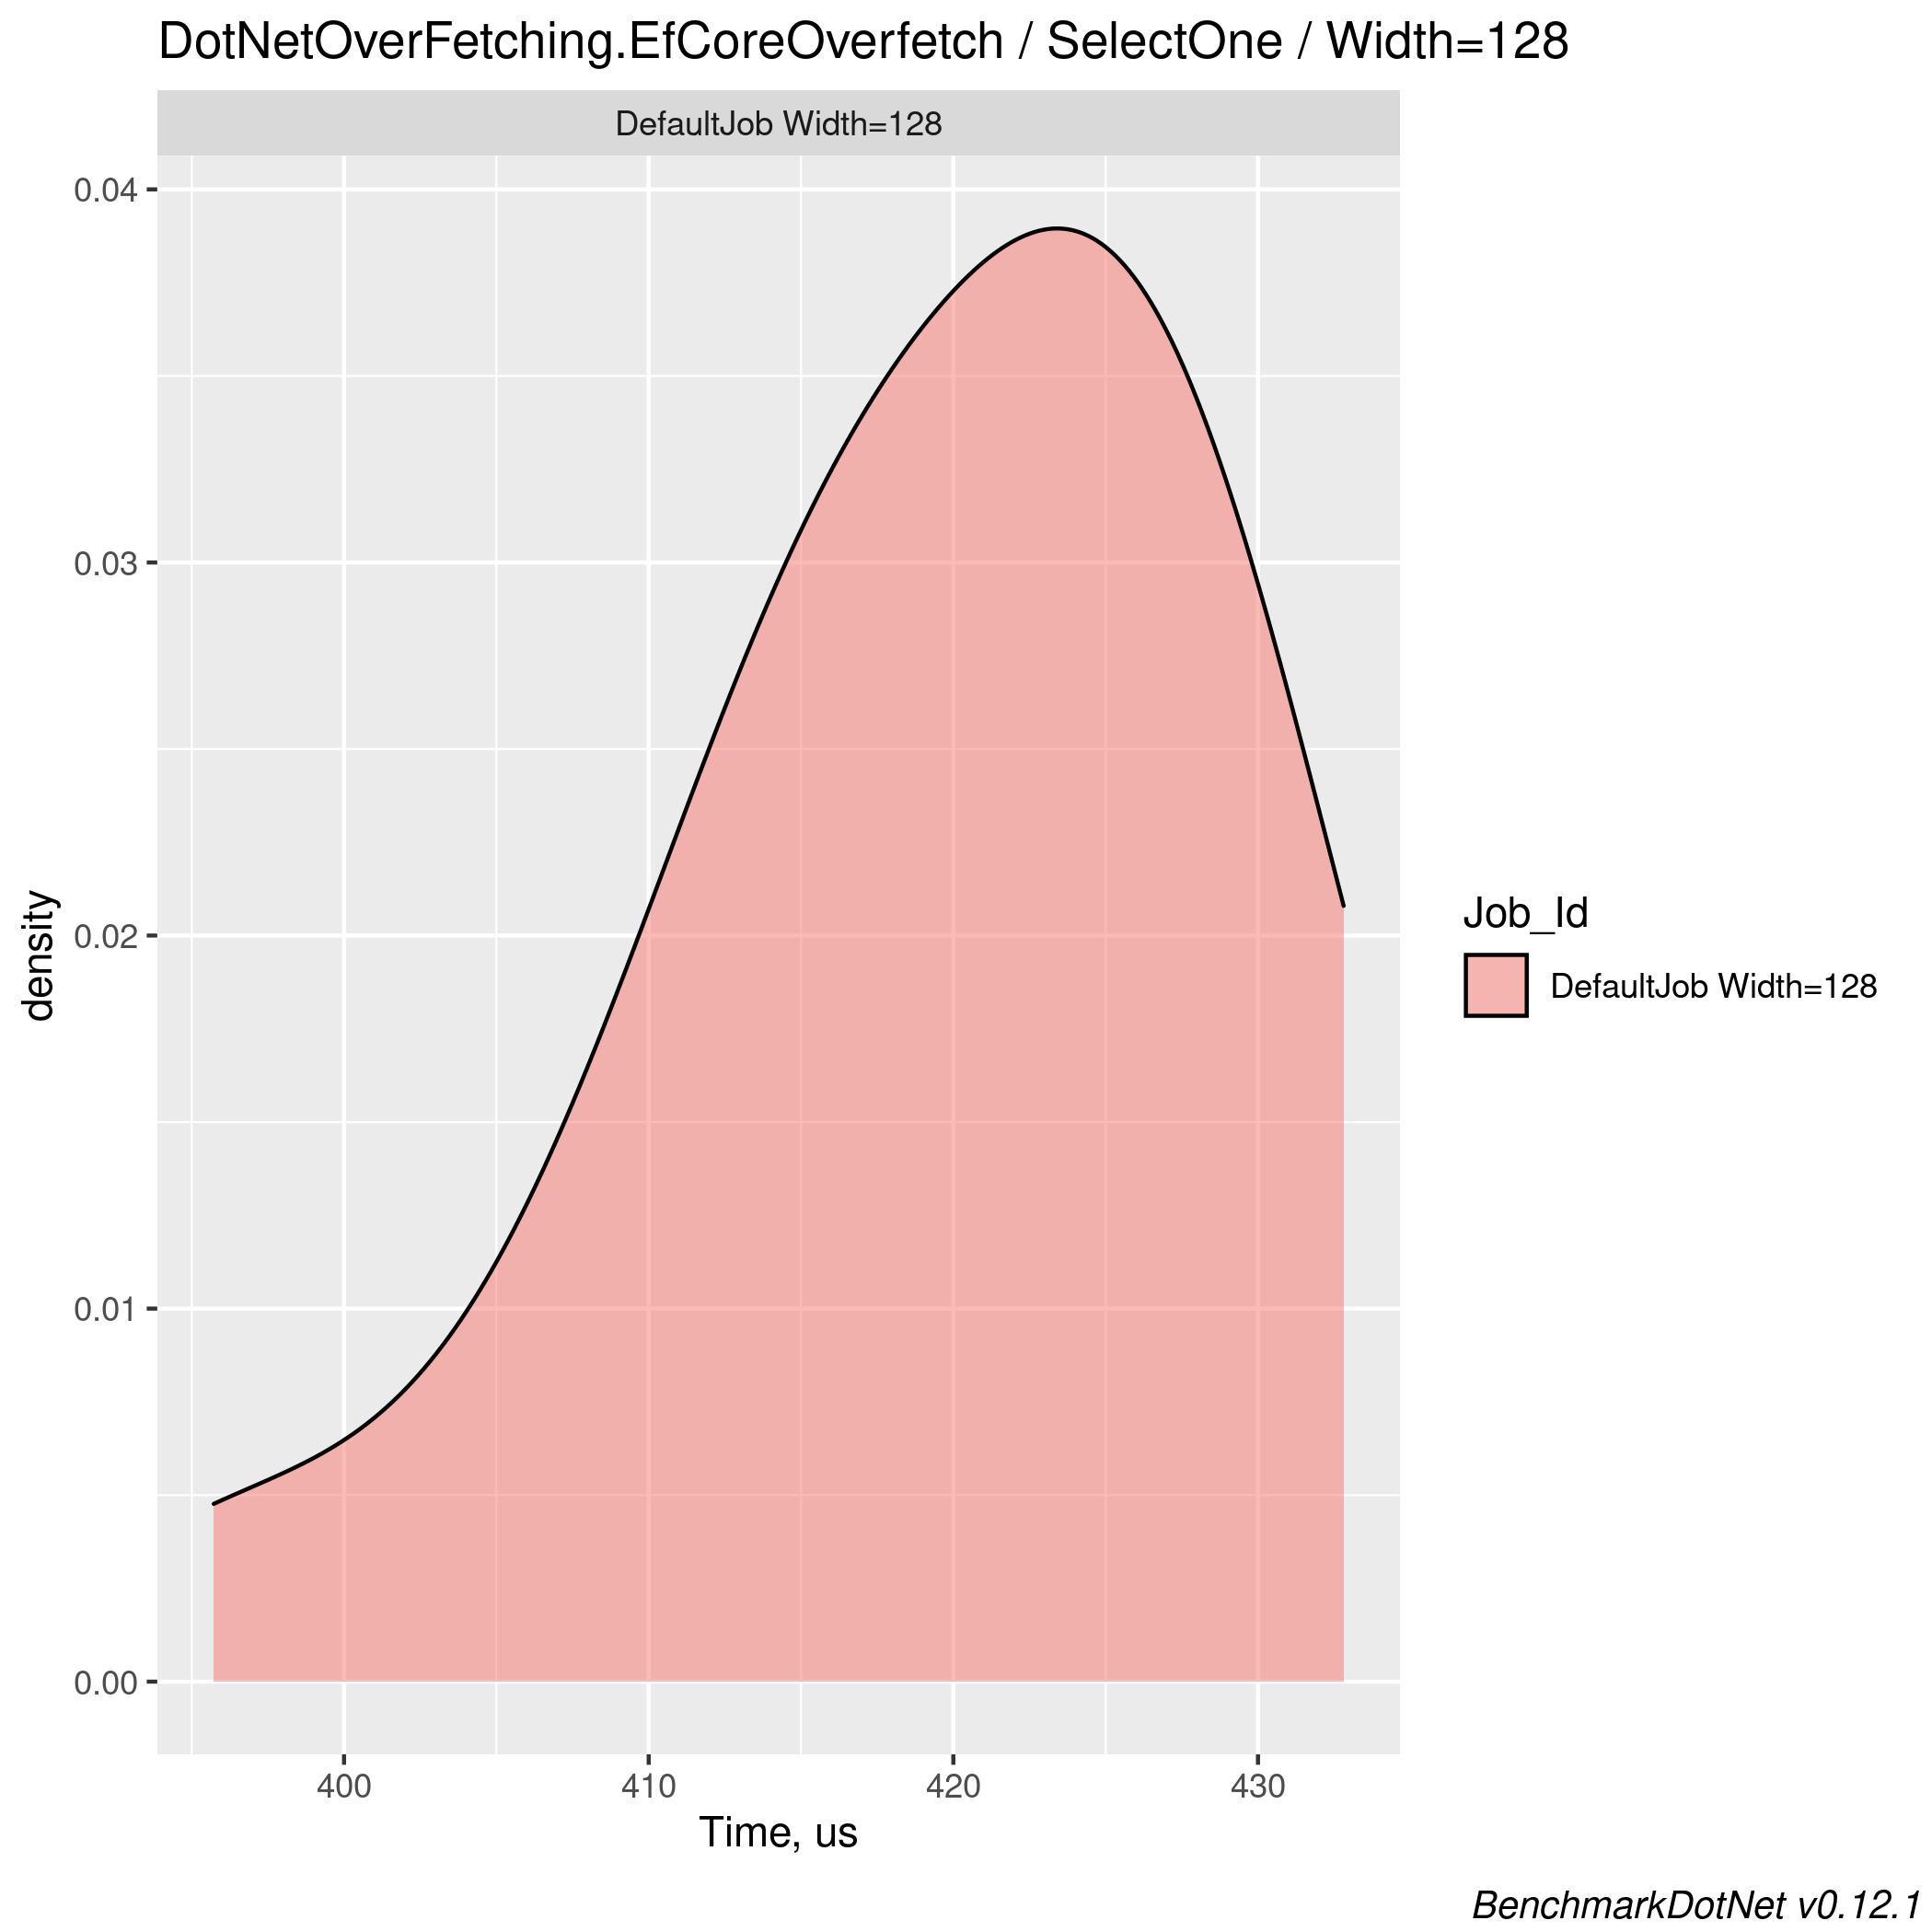 DotNetOverFetching.EfCoreOverfetch / SelectOne / Width=128
DefaultJob Width=128
0.04
0.03
0.02
0.01
0.00
density
400
410
420
430
Time, us
Job_Id
DefaultJob Width=128
BenchmarkDotNet v0.12.1